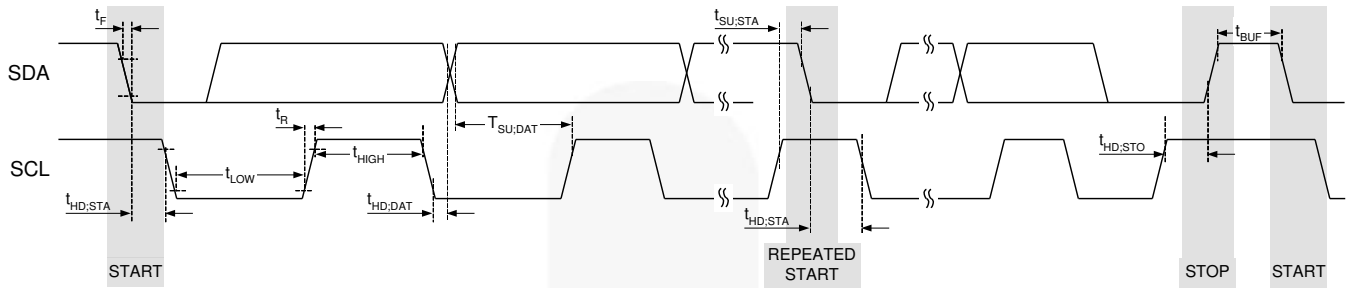 tF
tSU;STA
tBUF
SDA
tR
TSU;DAT
tHIGH
tHD;STO
SCL
tLOW
tHD;STA
tHD;DAT
tHD;STA
START
REPEATED
START
STOP
START